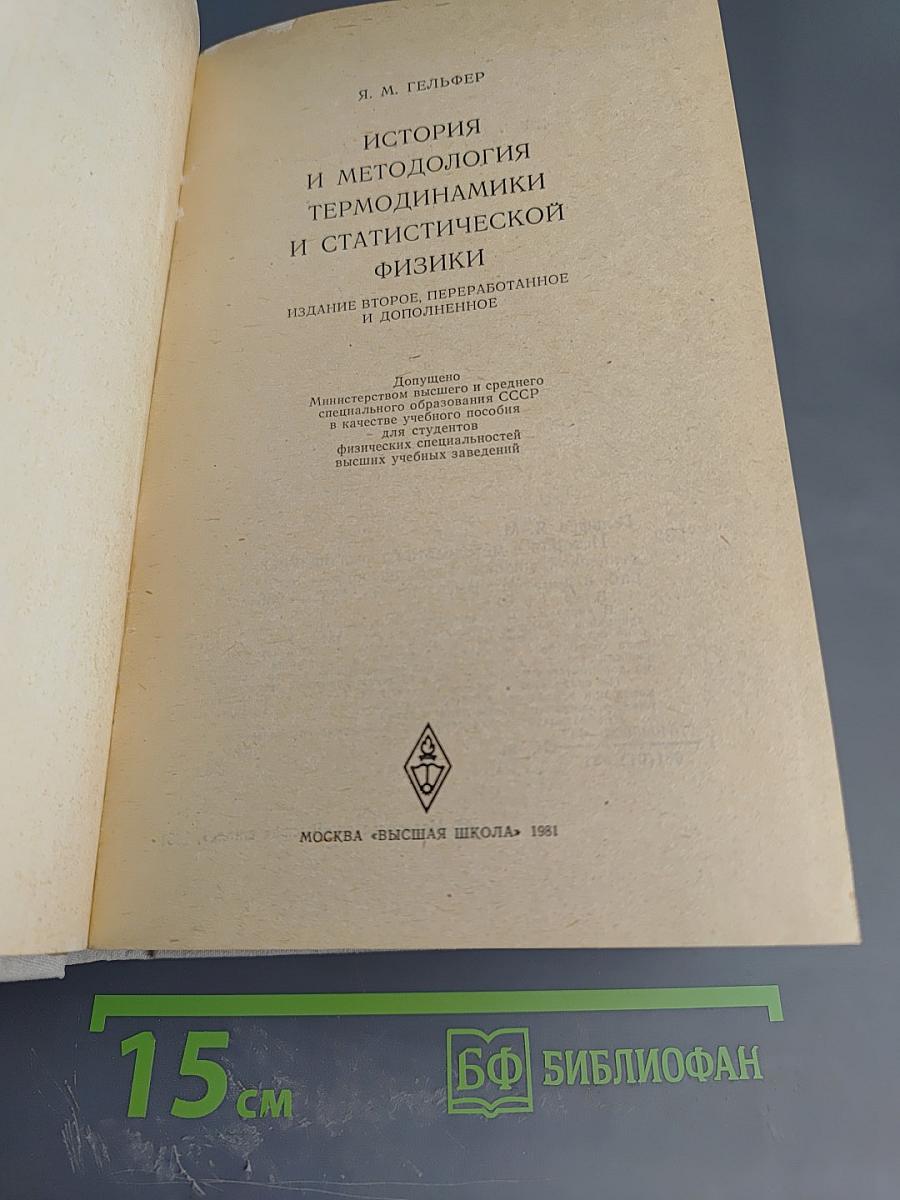 Я. М. ГЕЛЬФЕР
ИСТОРИЯ
И МЕТОДОЛОГИЯ
ТЕРМОДИНАМИКИ
И СТАТИСТИЧЕСКОЙ
ФИЗИКИ
ИЗДАНИЕ ВТОРОЕ, ПЕРЕРАБОТАННОЕ
И ДОПОЛНЕННОЕ
Допущено
Министерством высшего и среднего
специального образования СССР
в качестве учебного пособия
для студентов
физических специальностей
высших учебных заведений
МОСКВА «ВЫСШАЯ ШКОЛА» 1981
15 см
БФ БИБЛИОФАН